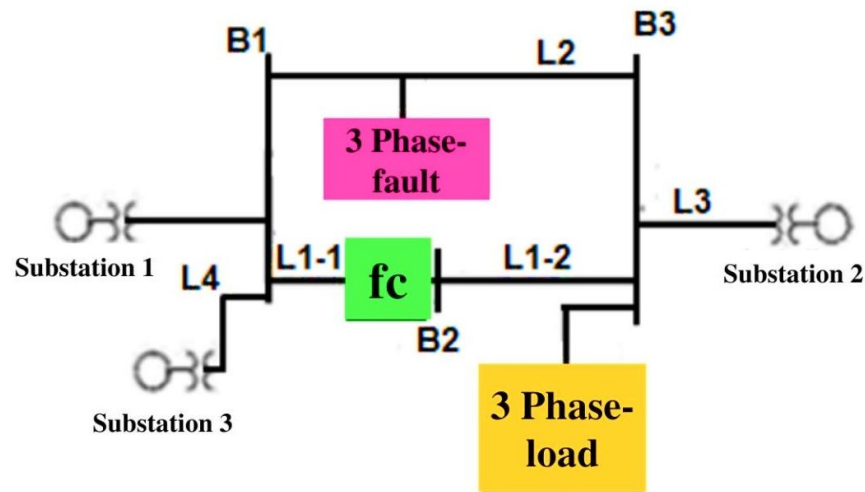 B1
B3
L2
3 Phase-
fault
L3
Substation 1
L4
L1-1
fc
L1-2
Substation 2
B2
Substation 3
3 Phase-
load